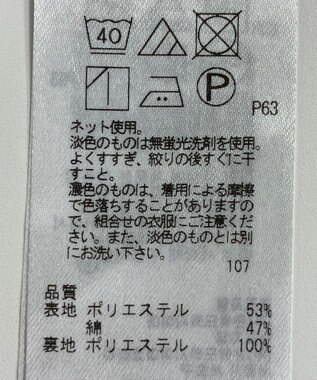 40
P
P63
ネット使用。
淡色のものは無蛍光洗剤を使用。
よくすすぎ、絞りの後すぐに干
すこと。
濃色のものは、着用による摩擦
で色落ちすることがありますの
で、組合せの衣服にご注意くだ
さい。また、淡色のものとは別
にお洗い下さい。
107
品質
表地 ポリエステル 53%
綿 47%
裏地 ポリエステル 100%